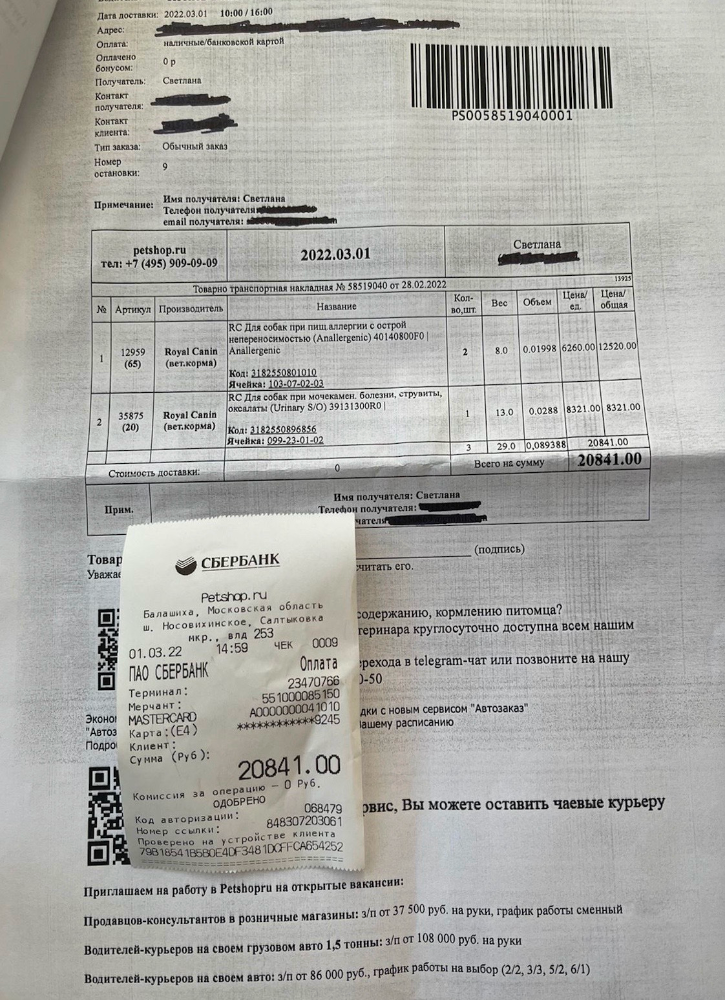 Дата доставки: 2022.03.01 10:00 / 16:00
Адрес:
Оплата: наличные/банковской картой
Оплачено бонусом: 0 р
Получатель: Светлана
Контакт получателя:
Контакт клиента:
Тип заказа: Обычный заказ
Номер остановки: 9
PS0058519040001
Примечание: Имя получателя: Светлана
Телефон получателя
email получателя:
petshop.ru
тел: +7 (495) 909-09-09
2022.03.01
Светлана
13925
Товарно транспортная накладная № 58519040 от 28.02.2022
№ Артикул Производитель Название Кол-во,шт. Вес Объем Цена/ед. Цена/общая
1 12959 (65) Royal Canin (вет.корма) RC Для собак при пищ аллергии с острой
непереносимостью (Anallergenic) 40140800F0 |
Anallergenic
Код: 3182550801010
Ячейка: 103-07-02-03
2 8.0 0.01998 6260.00 12520.00
2 35875 (20) Royal Canin (вет.корма) RC Для собак при мочекамен. болезни, струвиты,
оксалаты (Urinary S/O) 39131300R0 |
Код: 3182550896856
Ячейка: 099-23-01-02
1 13.0 0.0288 8321.00 8321.00
3 29.0 0,089388 20841.00
Стоимость доставки: 0 Всего на сумму 20841.00
Прим. Имя получателя: Светлана
Телефон получателя:
чателя
Товар
(подпись)
Уважае
считать его.
СБЕРБАНК
Petshop.ru
Балашиха, Московская область
ш. Носовихинское, Салтыковка
мкр., влд 253
01.03.22 14:59 ЧЕК 0009
ПАО СБЕРБАНК Оплата
Терминал: 23470766
Мерчант: 551000085150
MASTERCARD A0000000041010
Карта:(E4) ************9245
Клиент:
Сумма (Руб):
20841.00
Комиссия за операцию – 0 Руб.
ОДОБРЕНО
Код авторизации: 068479
Номер ссылки: 848307203061
Проверено на устройстве клиента
содержанию, кормлению питомца?
теринара круглосуточно доступна всем нашим
ерехода в telegram-чат или позвоните на нашу
0-50
Эконо
дки с новым сервисом "Автозаказ"
"Автоз
вашему расписанию
Подро
рвис, Вы можете оставить чаевые курьеру
Приглашаем на работу в Petshopru на открытые вакансии:
Продавцов-консультантов в розничные магазины: з/п от 37 500 руб. на руки, график работы сменный
Водителей-курьеров на своем грузовом авто 1,5 тонны: з/п от 108 000 руб. на руки
Водителей-курьеров на своем авто: з/п от 86 000 руб., график работы на выбор (2/2, 3/3, 5/2, 6/1)